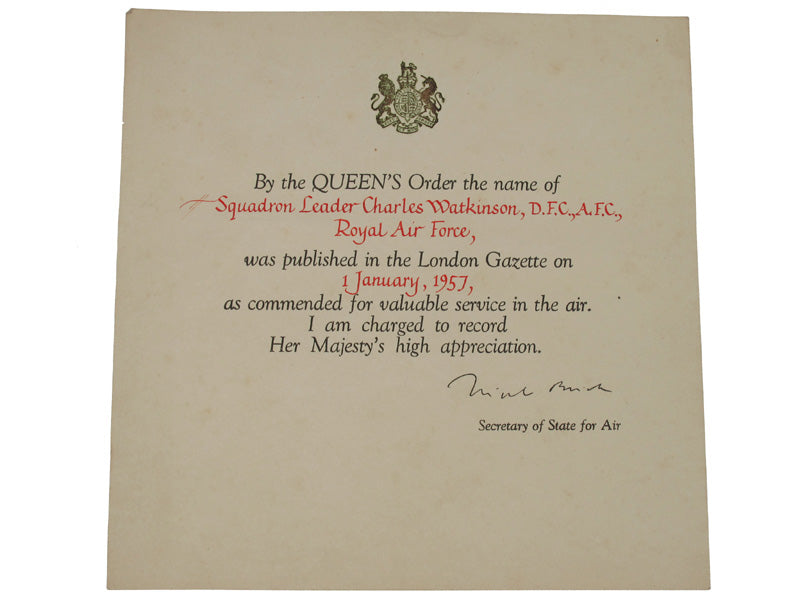 By the QUEEN'S Order the name of
Squadron Leader Charles Watkinson, D.F.C., A.F.C.,
Royal Air Force,
was published in the London Gazette on
1 January, 1957,
as commended for valuable service in the air.
I am charged to record
Her Majesty's high appreciation.
Secretary of State for Air